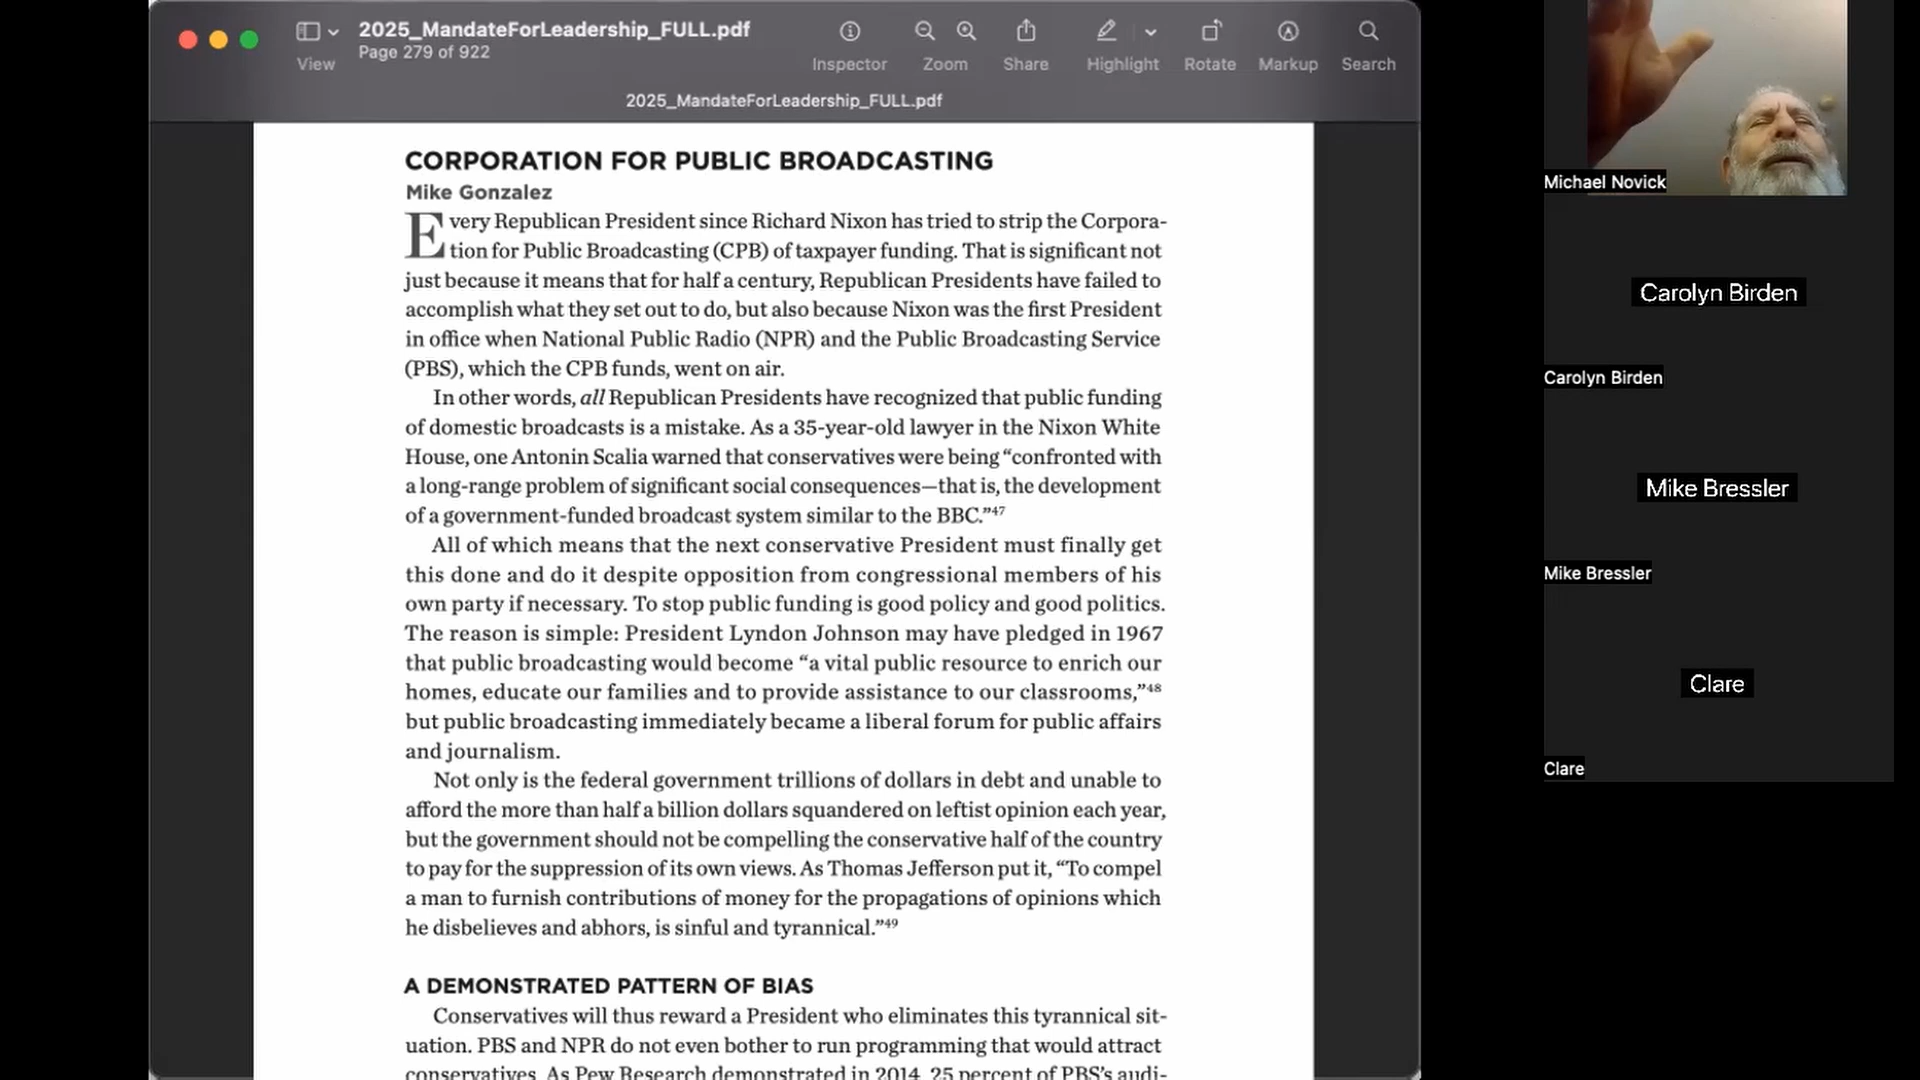 2025_MandateForLeadership_FULL.pdf
Page 279 of 922
View
Inspector
Zoom
Share
Highlight
Rotate
Markup
Search
2025_MandateForLeadership_FULL.pdf
CORPORATION FOR PUBLIC BROADCASTING
Mike Gonzalez
Every Republican President since Richard Nixon has tried to strip the Corpora-
tion for Public Broadcasting (CPB) of taxpayer funding. That is significant not
just because it means that for half a century, Republican Presidents have failed to
accomplish what they set out to do, but also because Nixon was the first President
in office when National Public Radio (NPR) and the Public Broadcasting Service
(PBS), which the CPB funds, went on air.
In other words, all Republican Presidents have recognized that public funding
of domestic broadcasts is a mistake. As a 35-year-old lawyer in the Nixon White
House, one Antonin Scalia warned that conservatives were being “confronted with
a long-range problem of significant social consequences—that is, the development
of a government-funded broadcast system similar to the BBC.”47
All of which means that the next conservative President must finally get
this done and do it despite opposition from congressional members of his
own party if necessary. To stop public funding is good policy and good politics.
The reason is simple: President Lyndon Johnson may have pledged in 1967
that public broadcasting would become “a vital public resource to enrich our
homes, educate our families and to provide assistance to our classrooms,”48
but public broadcasting immediately became a liberal forum for public affairs
and journalism.
Not only is the federal government trillions of dollars in debt and unable to
afford the more than half a billion dollars squandered on leftist opinion each year,
but the government should not be compelling the conservative half of the country
to pay for the suppression of its own views. As Thomas Jefferson put it, “To compel
a man to furnish contributions of money for the propagations of opinions which
he disbelieves and abhors, is sinful and tyrannical.”49
A DEMONSTRATED PATTERN OF BIAS
Conservatives will thus reward a President who eliminates this tyrannical sit-
uation. PBS and NPR do not even bother to run programming that would attract
conservatives. As Pew Research demonstrated in 2014, 25 percent of PBS’s audi-
Michael Novick
Carolyn Birden
Carolyn Birden
Mike Bressler
Mike Bressler
Clare
Clare